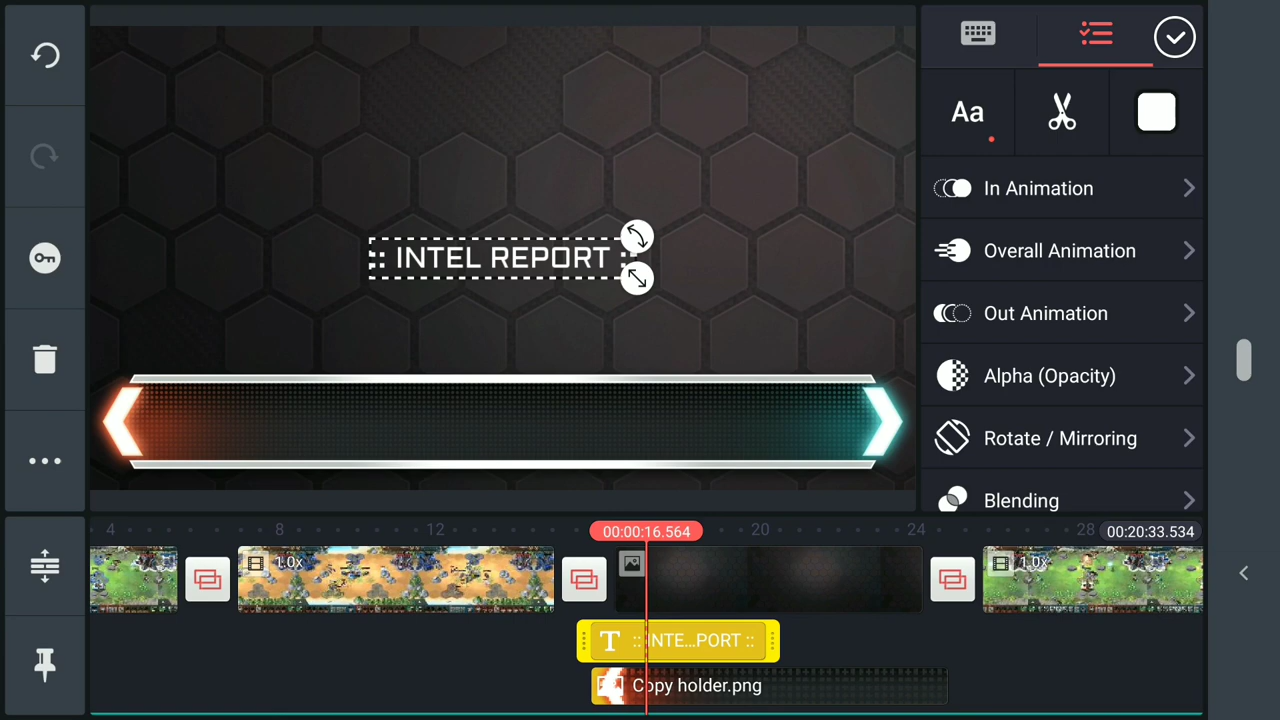 Aa
In Animation
Overall Animation
:: INTEL REPORT ::
Out Animation
Alpha (Opacity)
Rotate / Mirroring
Blending
4 8 12 00:00:16.564 20 24 28 00:20:33.534
1.0x 1.0x
T :: INTE...PORT ::
Copy holder.png